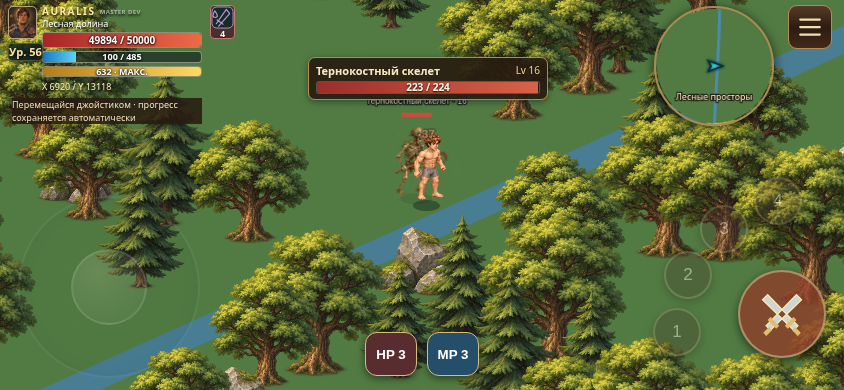 AURALIS MASTER DEV
Лесная долина
49894 / 50000
Ур. 56
100 / 485
632 · МАКС.
X 6920 / Y 13118
Перемещайся джойстиком · прогресс
сохраняется автоматически
4
Тернокостный скелет Lv 16
223 / 224
Тернокостный скелет · 16
Лесные просторы
4
3
2
1
HP 3
MP 3